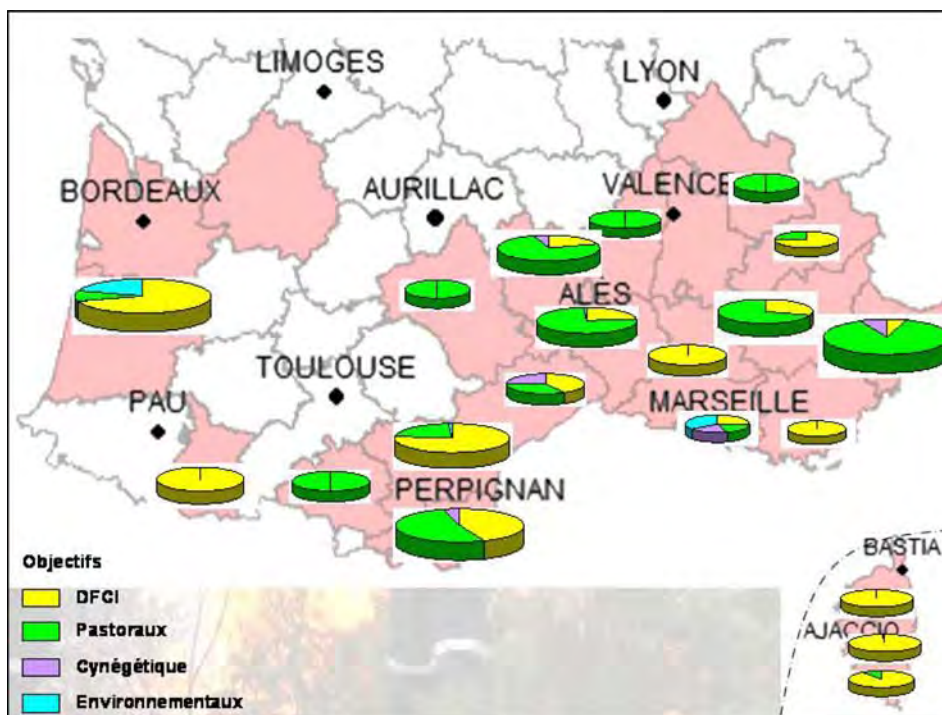 LIMOGES
LYON
BORDEAUX
AURILLAC
VALENCE
ALES
TOULOUSE
PAU
MARSEILLE
PERPIGNAN
BASTIA
AJACCIO
Objectifs
DFCI
Pastoraux
Cynégétique
Environnementaux